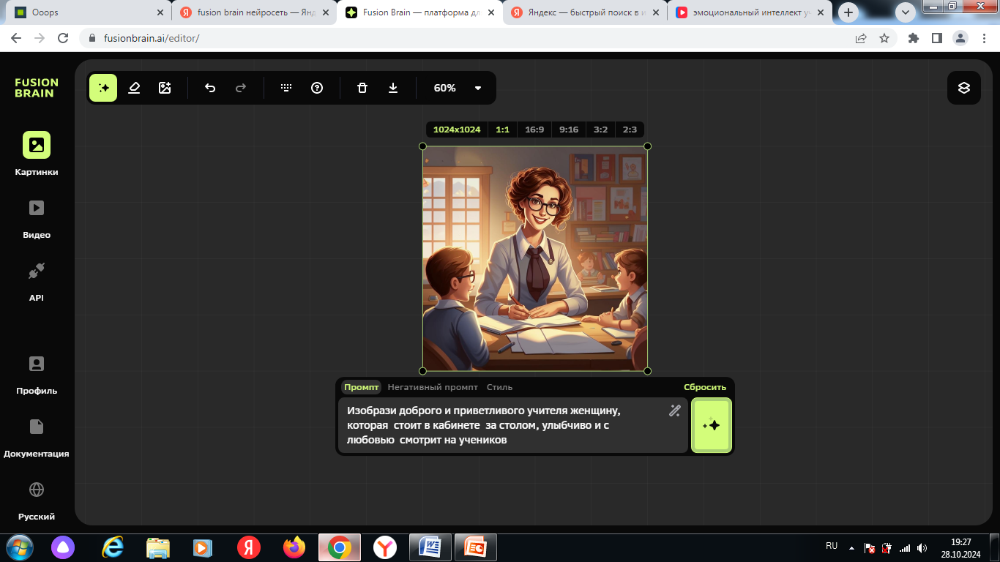 Ooops
fusion brain нейросеть — Янд
Fusion Brain — платформа дл
Яндекс — быстрый поиск в и
эмоциональный интеллект уч
fusionbrain.ai/editor/
FUSION
BRAIN
60%
1024x1024 1:1 16:9 9:16 3:2 2:3
Картинки
Видео
API
Профиль
Документация
Русский
Промпт Негативный промпт Стиль Сбросить
Изобрази доброго и приветливого учителя женщину,
которая стоит в кабинете за столом, улыбчиво и с
любовью смотрит на учеников
RU
19:27
28.10.2024